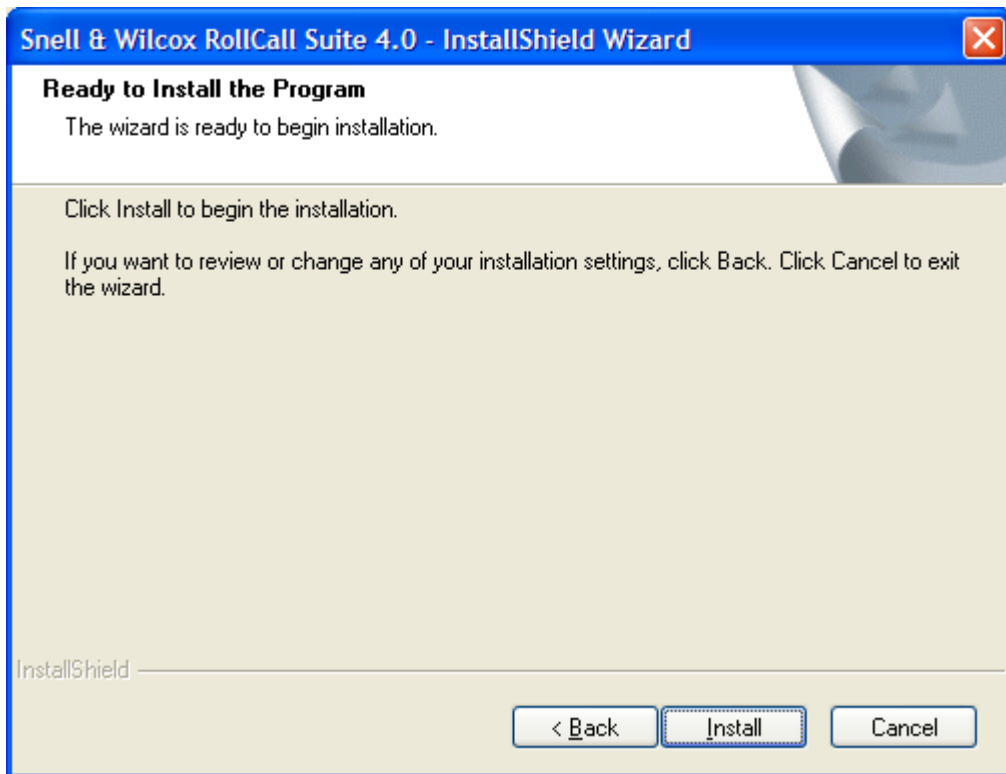 Snell & Wilcox RollCall Suite 4.0 - InstallShield Wizard
Ready to Install the Program
The wizard is ready to begin installation.
Click Install to begin the installation.
If you want to review or change any of your installation settings, click Back. Click Cancel to exit
the wizard.
InstallShield
< Back Install Cancel